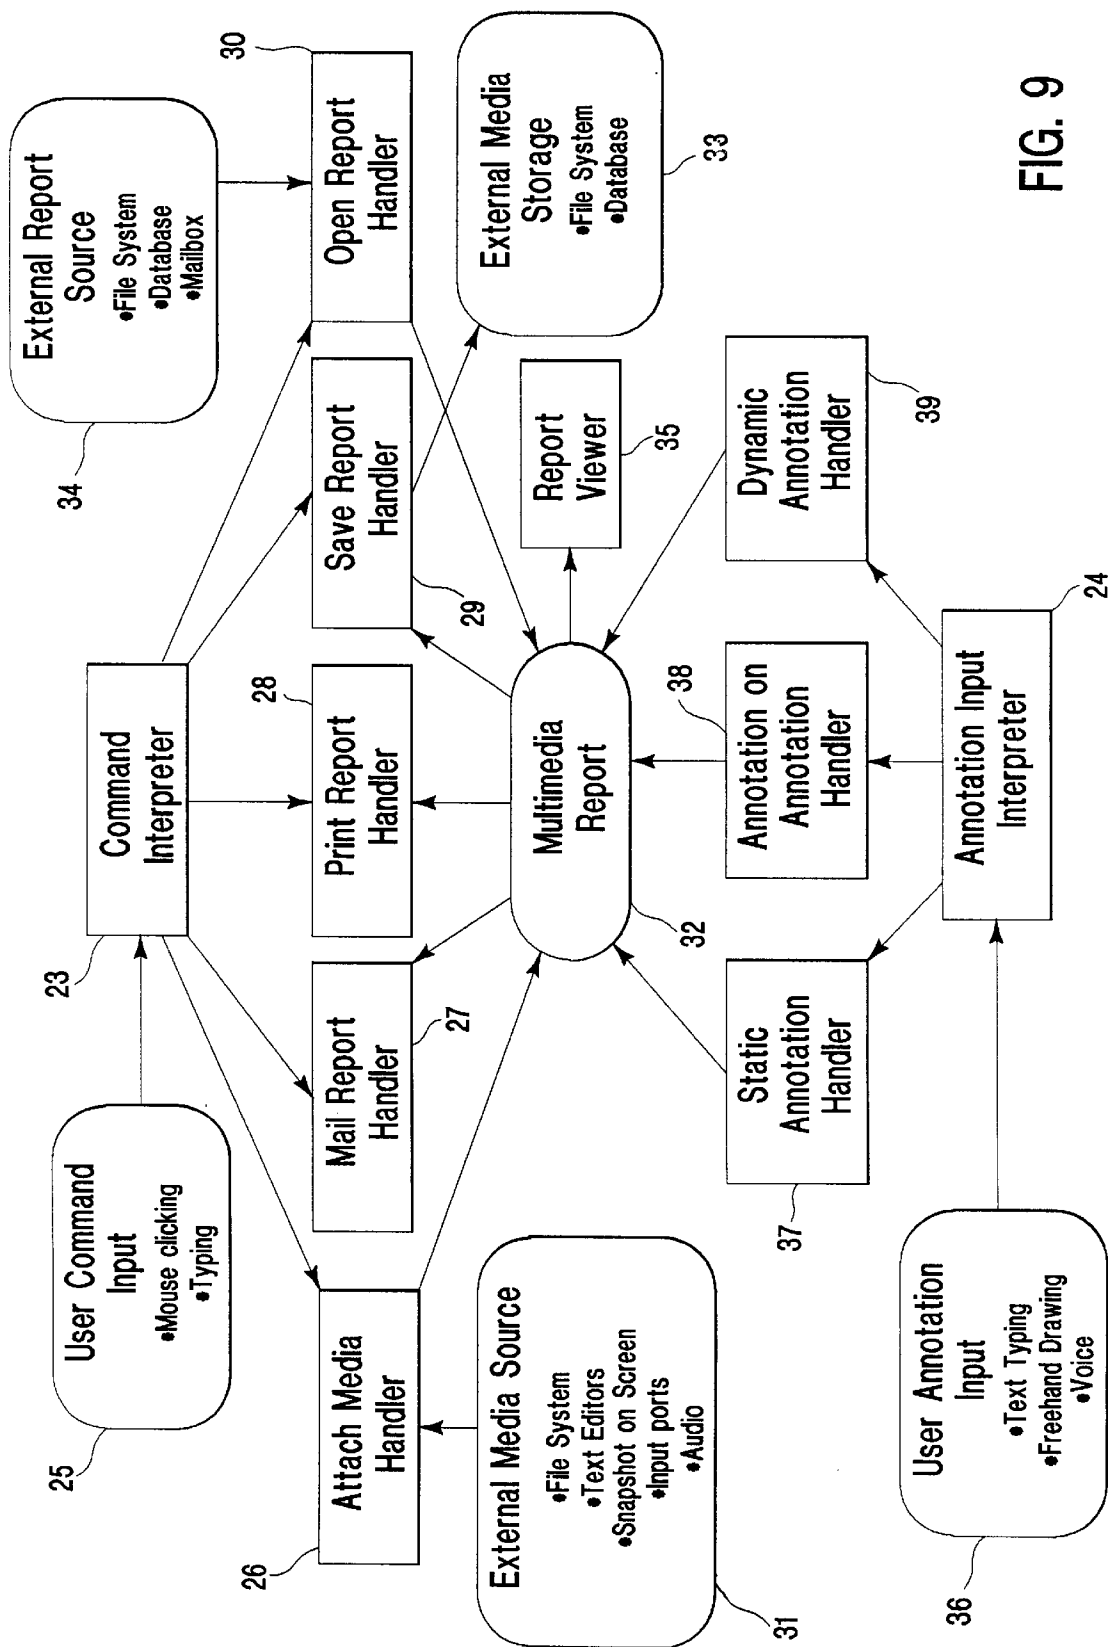 34
External Report
Source
•File System
•Database
•Mailbox
30
Open Report
Handler
23
Command
Interpreter
25
User Command
Input
•Mouse clicking
•Typing
26
Attach Media
Handler
Mail Report
Handler
27
28
Print Report
Handler
Save Report
Handler
29
External Media
Storage
•File System
•Database
33
31
External Media Source
•File System
•Text Editors
•Snapshot on Screen
•Input ports
•Audio
Multimedia
Report
32
Report
Viewer
35
37
Static
Annotation
Handler
38
Annotation on
Annotation
Handler
Dynamic
Annotation
Handler
39
36
User Annotation
Input
•Text Typing
•Freehand Drawing
•Voice
Annotation Input
Interpreter
24
FIG. 9